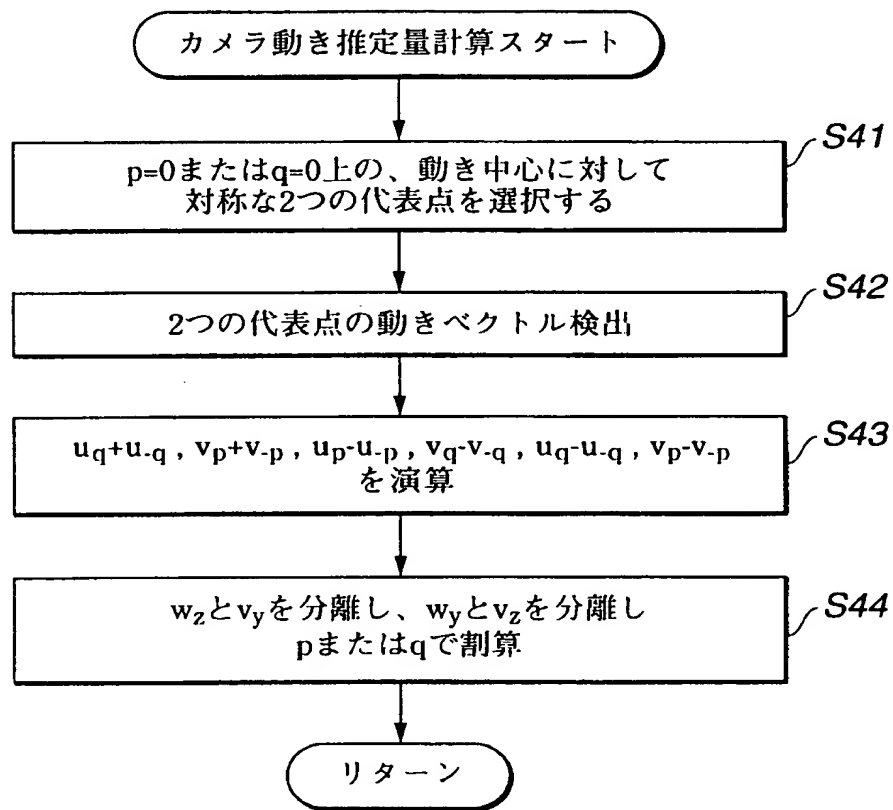 カメラ動き推定量計算スタート
S41
p=0またはq=0上の、動き中心に対して
対称な2つの代表点を選択する
S42
2つの代表点の動きベクトル検出
S43
uq+u-q , vp+v-p , up-u-p , vq-v-q , uq-u-q , vp-v-p
を演算
S44
wzとvyを分離し、wyとvzを分離し
pまたはqで割算
リターン